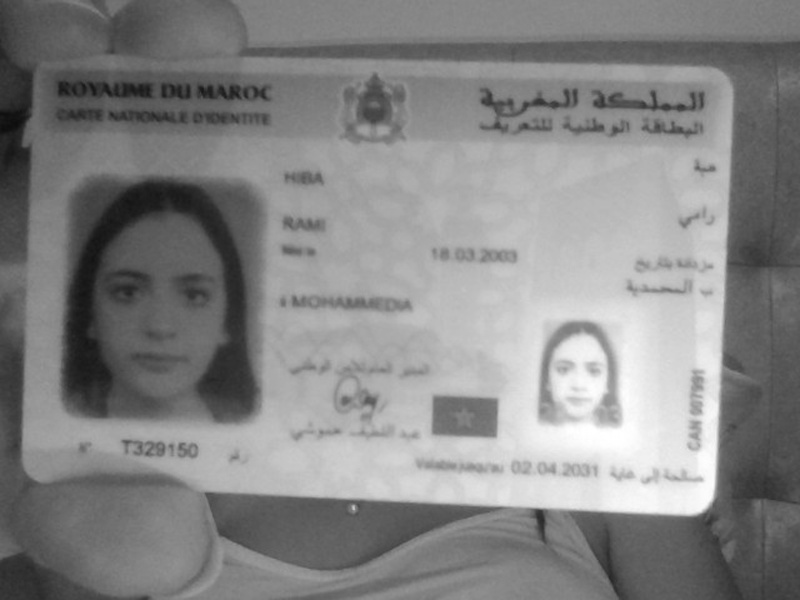 ROYAUME DU MAROC
CARTE NATIONALE D'IDENTITE
المملكة المغربية
البطاقة الوطنية للتعريف
HIBA
هبة
RAMI
رامي
Née le 18.03.2003
مزدادة بتاريخ
à MOHAMMEDIA
ب المحمدية
المدير العام للأمن الوطني
عبد اللطيف حموشي
N° T329150 رقم
Valable jusqu'au 02.04.2031 صالحة إلى غاية
CAN